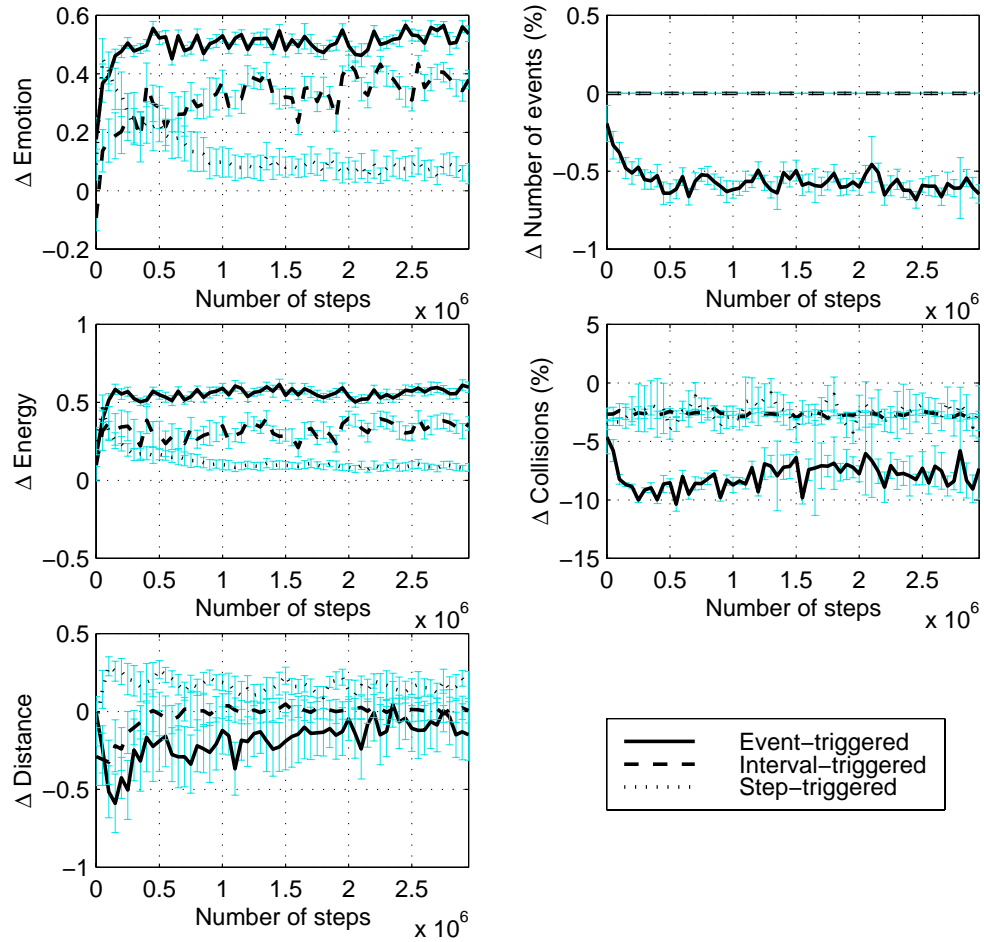 0.6
0.4
0.2
0
−0.2
Δ Emotion
0
0.5
1
1.5
2
2.5
Number of steps
x 10^6
0.5
0
−0.5
−1
Δ Number of events (%)
0
0.5
1
1.5
2
2.5
Number of steps
x 10^6
1
0.5
0
−0.5
Δ Energy
0
0.5
1
1.5
2
2.5
Number of steps
x 10^6
5
0
−5
−10
−15
Δ Collisions (%)
0
0.5
1
1.5
2
2.5
Number of steps
x 10^6
0.5
0
−0.5
−1
Δ Distance
0
0.5
1
1.5
2
2.5
Number of steps
x 10^6
Event−triggered
Interval−triggered
Step−triggered